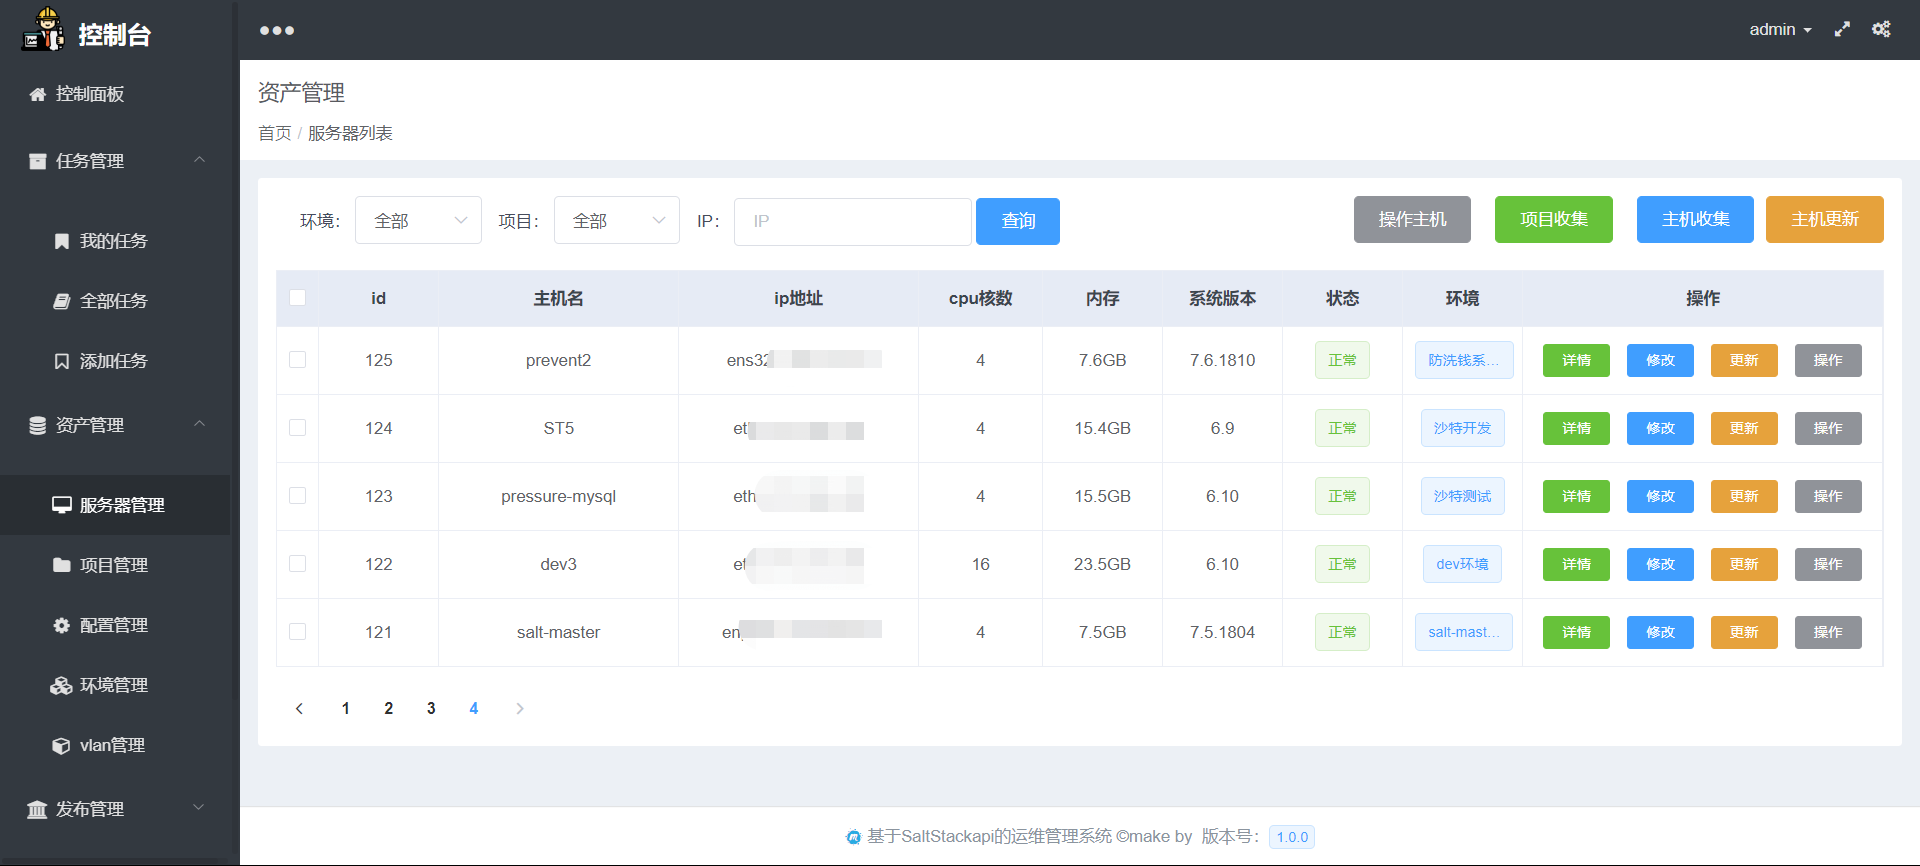 控制台
●●●
admin
控制面板
任务管理
我的任务
全部任务
添加任务
资产管理
服务器管理
项目管理
配置管理
环境管理
vlan管理
发布管理
资产管理
首页 / 服务器列表
环境： 全部 项目： 全部 IP： IP 查询 操作主机 项目收集 主机收集 主机更新
id 主机名 ip地址 cpu核数 内存 系统版本 状态 环境 操作
125 prevent2 ens32 4 7.6GB 7.6.1810 正常 防洗钱系... 详情 修改 更新 操作
124 ST5 4 15.4GB 6.9 正常 沙特开发 详情 修改 更新 操作
123 pressure-mysql eth 4 15.5GB 6.10 正常 沙特测试 详情 修改 更新 操作
122 dev3 16 23.5GB 6.10 正常 dev环境 详情 修改 更新 操作
121 salt-master 4 7.5GB 7.5.1804 正常 salt-mast... 详情 修改 更新 操作
< 1 2 3 4 >
基于SaltStackapi的运维管理系统 ©make by 版本号： 1.0.0